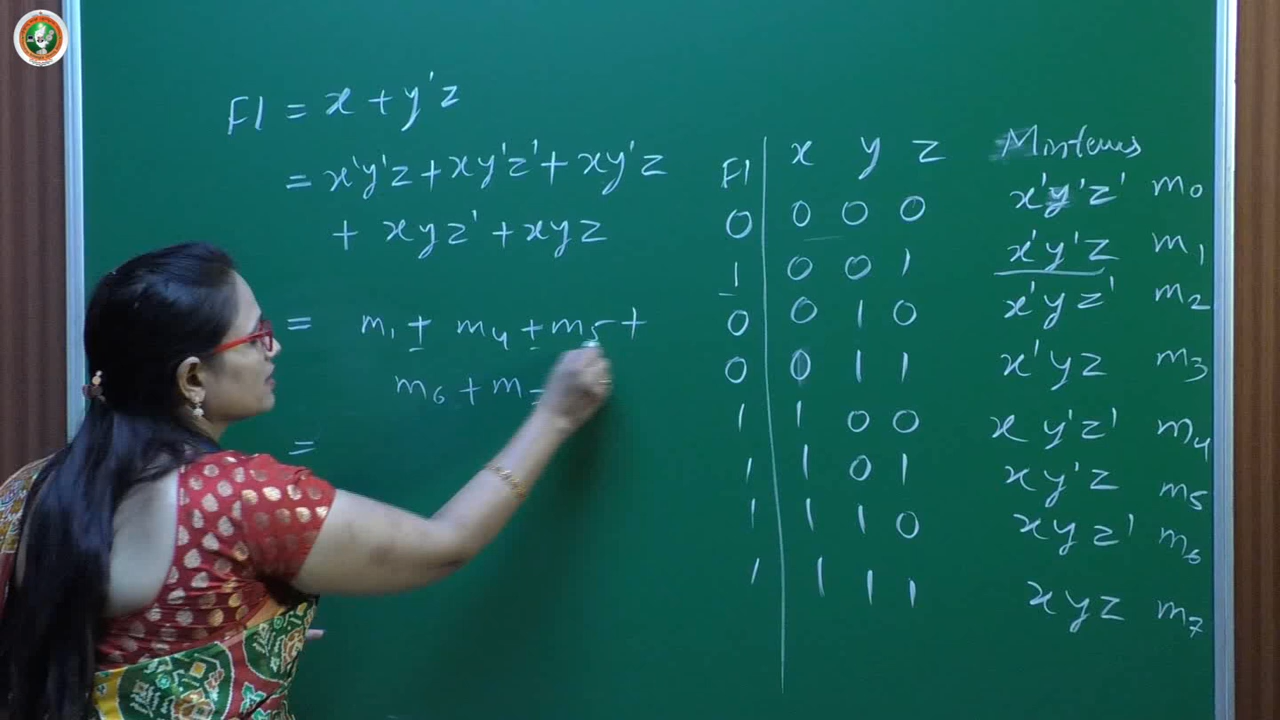 F1 = x + y'z
= x'y'z + xy'z' + xy'z
+ xyz' + xyz
= m1 + m4 + m5 +
m6 + m7
=
F1 x y z Minterms
0 0 0 0 x'y'z' m0
1 0 0 1 x'y'z m1
0 0 1 0 x'yz' m2
0 0 1 1 x'yz m3
1 1 0 0 xy'z' m4
1 1 0 1 xy'z m5
1 1 1 0 xyz' m6
1 1 1 1 xyz m7